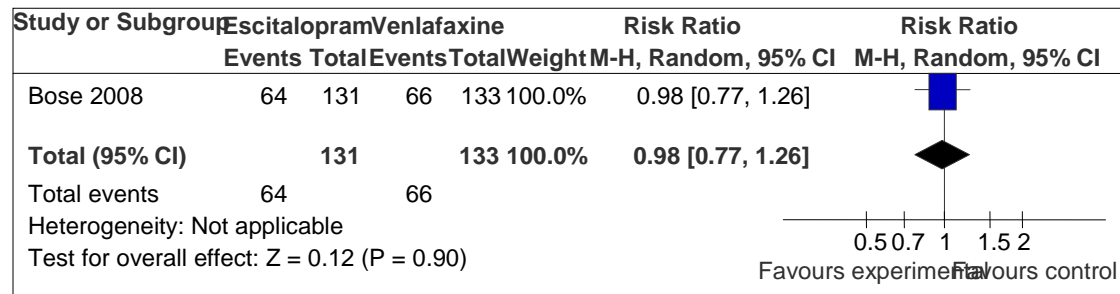 Study or Subgroup Escitalopram Venlafaxine Risk Ratio Risk Ratio
Events Total Events Total Weight M-H, Random, 95% CI M-H, Random, 95% CI
Bose 2008 64 131 66 133 100.0% 0.98 [0.77, 1.26]
Total (95% CI) 131 133 100.0% 0.98 [0.77, 1.26]
Total events 64 66
Heterogeneity: Not applicable
Test for overall effect: Z = 0.12 (P = 0.90)
0.5 0.7 1 1.5 2
Favours experimental Favours control